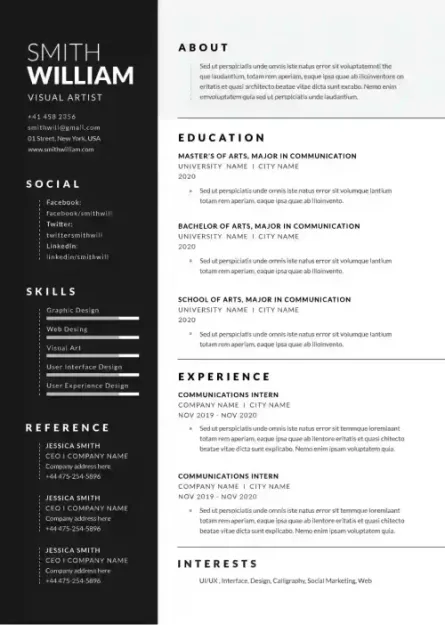 SMITH
WILLIAM
VISUAL ARTIST
+41 458 2356
smithwill@gmail.com
01 Street, New York, USA
www.smithwilliam.com
SOCIAL
Facebook:
facebook/smithwill
Twitter:
twittersmithwill
LinkedIn:
linkedin/smithwill
SKILLS
Graphic Design
Web Desing
Visual Art
User Interface Design
User Experience Design
REFERENCE
JESSICA SMITH
CEO I COMPANY NAME
Company address here
+44 475-254-5896
JESSICA SMITH
CEO I COMPANY NAME
Company address here
+44 475-254-5896
JESSICA SMITH
CEO I COMPANY NAME
Company address here
+44 475-254-5896
ABOUT
Sed ut perspiciatis unde omnis iste natus error sit voluptatemnti the
que laudantium, totam rem aperiam, eaque ipsa quae ab illoinventore on
eritatis et quasi architecto beatae vitae dicta sunt excabo. Nemo enim
emvoluptatem quia sed ut perspiciatis unde laudantium.
EDUCATION
MASTER'S OF ARTS, MAJOR IN COMMUNICATION
UNIVERSITY NAME I CITY NAME
2020
Sed ut perspiciatis unde omnis iste natus error sit volumque lantium
totam rem aperiam, eaque ipsa quae ab illoinvento.
BACHELOR OF ARTS, MAJOR IN COMMUNICATION
UNIVERSITY NAME I CITY NAME
2020
Sed ut perspiciatis unde omnis iste natus error sit volumque lantium
totam rem aperiam, eaque ipsa quae ab illoinvento.
SCHOOL OF ARTS, MAJOR IN COMMUNICATION
UNIVERSITY NAME I CITY NAME
2020
Sed ut perspiciatis unde omnis iste natus error sit volumque lantium
totam rem aperiam, eaque ipsa quae ab illoinvento.
EXPERIENCE
COMMUNICATIONS INTERN
COMPANY NAME I CITY NAME
NOV 2019 - NOV 2020
Sed ut perspiciatis unde omnis iste natus error sit temenque loremlaant
totam rem aperiam, eaque ipsa quae ab ilentore eritatis et quasi chitecto
beatae vitae dicta sunt explicabo. Nemo enim ipsam voluptatem quia.
COMMUNICATIONS INTERN
COMPANY NAME I CITY NAME
NOV 2019 - NOV 2020
Sed ut perspiciatis unde omnis iste natus error sit temenque loremlaant
totam rem aperiam, eaque ipsa quae ab ilentore eritatis et quasi chitecto
beatae vitae dicta sunt explicabo. Nemo enim ipsam voluptatem quia.
INTERESTS
UI/UX , Interface, Design, Calligraphy, Social Marketing, Web